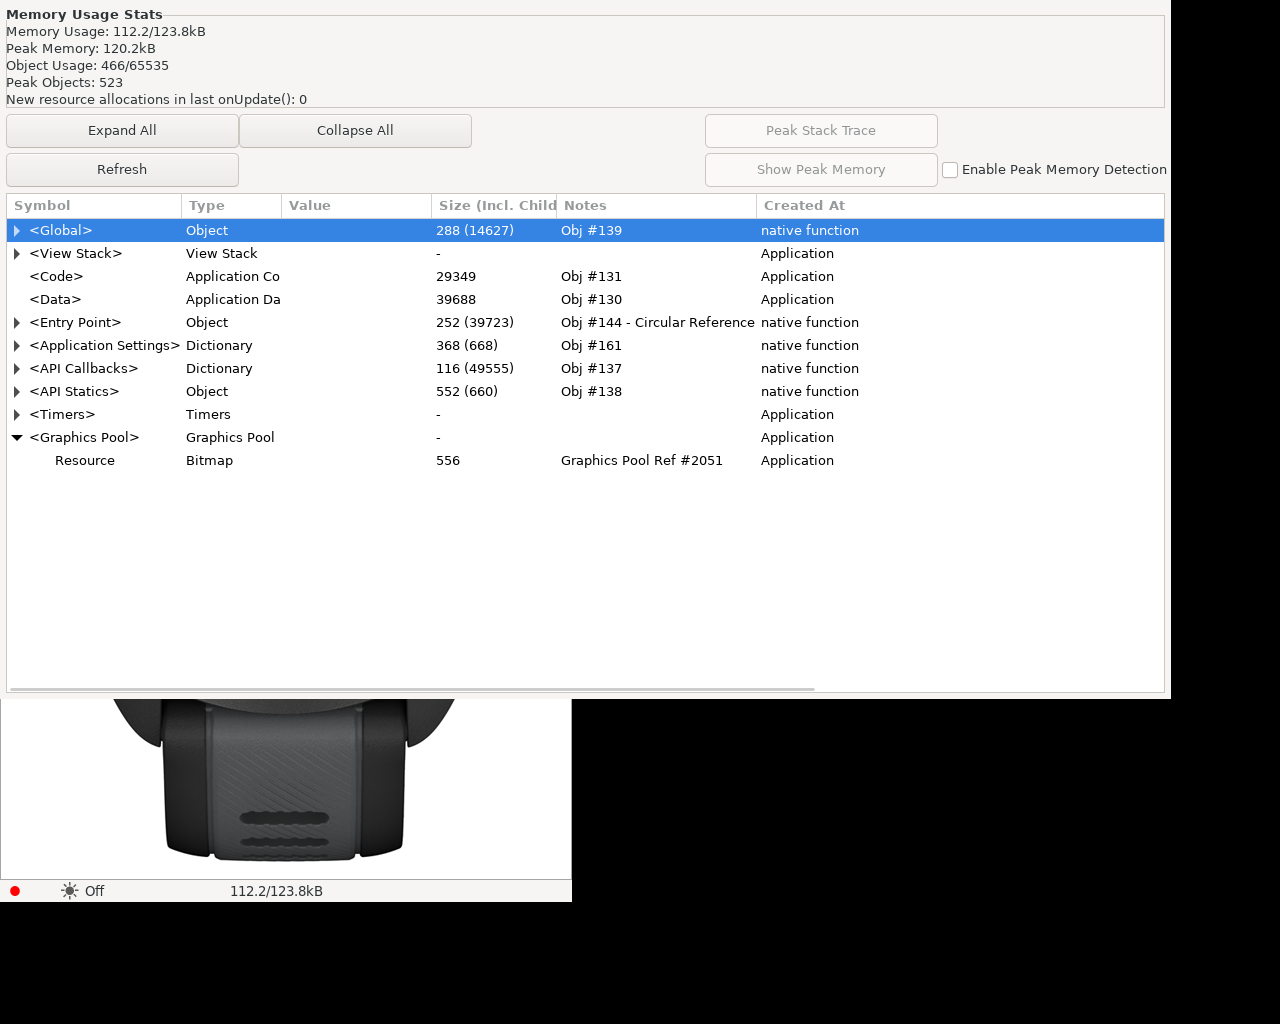 Memory Usage Stats
Memory Usage: 112.2/123.8kB
Peak Memory: 120.2kB
Object Usage: 466/65535
Peak Objects: 523
New resource allocations in last onUpdate(): 0
Expand All Collapse All Peak Stack Trace
Refresh Show Peak Memory Enable Peak Memory Detection
Symbol Type Value Size (Incl. Child Notes Created At
<Global> Object 288 (14627) Obj #139 native function
<View Stack> View Stack - Application
<Code> Application Co 29349 Obj #131 Application
<Data> Application Da 39688 Obj #130 Application
<Entry Point> Object 252 (39723) Obj #144 - Circular Reference native function
<Application Settings> Dictionary 368 (668) Obj #161 native function
<API Callbacks> Dictionary 116 (49555) Obj #137 native function
<API Statics> Object 552 (660) Obj #138 native function
<Timers> Timers - Application
<Graphics Pool> Graphics Pool - Application
Resource Bitmap 556 Graphics Pool Ref #2051 Application
Off 112.2/123.8kB